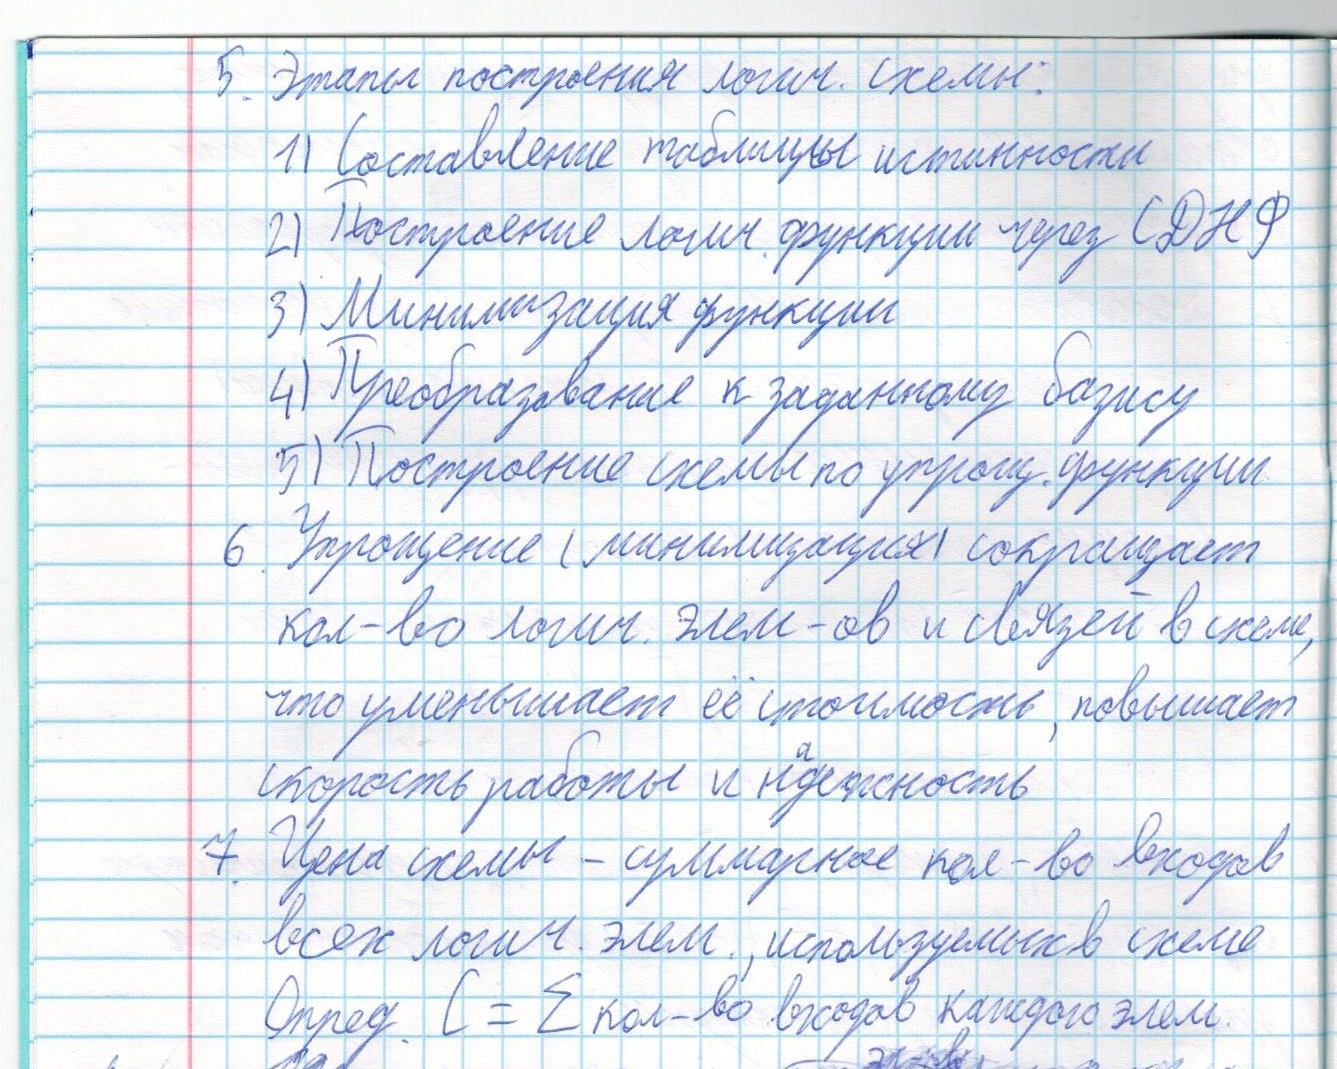 5. Этапы построения логич. схемы:
1) Составление таблицы истинности
2) Построение логич. функции через СДНФ
3) Минимизация функции
4) Преобразование к заданному базису
5) Построение схемы по упрощ. функции
6. Упрощение (минимизация) сокращает
кол-во логич. элем-ов и связей в схеме,
что уменьшает её стоимость, повышает
скорость работы и надежность
7. Цена схемы – суммарное кол-во входов
всех логич. элем., используемых в схеме
Опред. C = Σ кол-во входов каждого элем.